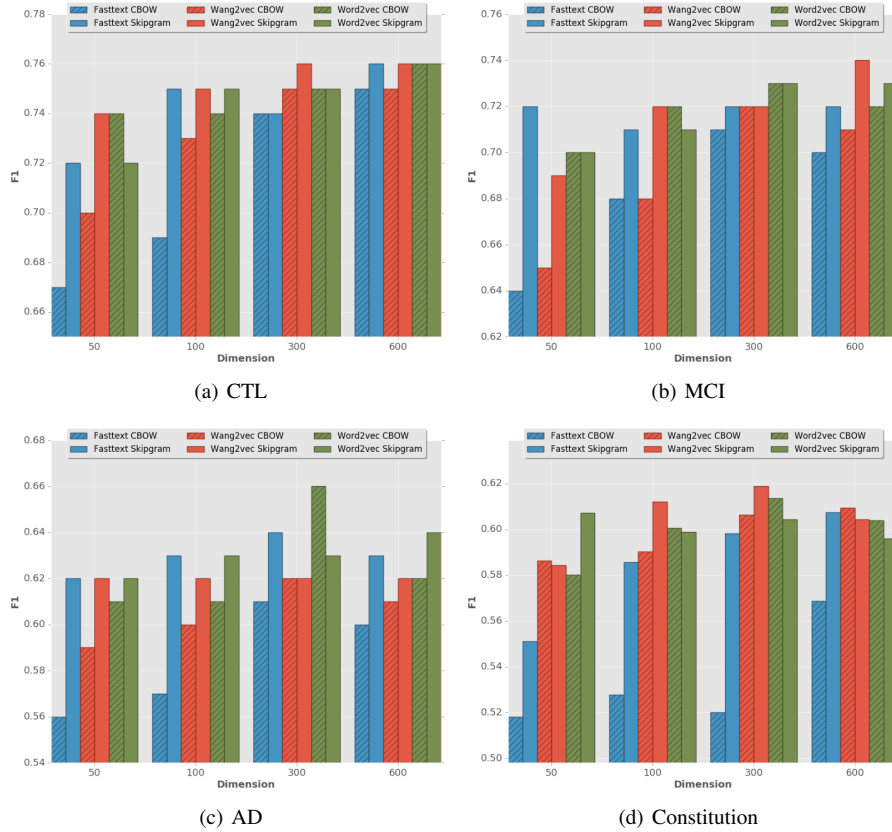 Fasttext CBOW Wang2vec CBOW Word2vec CBOW
Fasttext Skipgram Wang2vec Skipgram Word2vec Skipgram
0.78
0.76
0.74
0.72
0.70
0.68
0.66
F1
50 100 300 600
Dimension
(a) CTL
Fasttext CBOW Wang2vec CBOW Word2vec CBOW
Fasttext Skipgram Wang2vec Skipgram Word2vec Skipgram
0.76
0.74
0.72
0.70
0.68
0.66
0.64
0.62
F1
50 100 300 600
Dimension
(b) MCI
Fasttext CBOW Wang2vec CBOW Word2vec CBOW
Fasttext Skipgram Wang2vec Skipgram Word2vec Skipgram
0.68
0.66
0.64
0.62
0.60
0.58
0.56
0.54
F1
50 100 300 600
Dimension
(c) AD
Fasttext CBOW Wang2vec CBOW Word2vec CBOW
Fasttext Skipgram Wang2vec Skipgram Word2vec Skipgram
0.62
0.60
0.58
0.56
0.54
0.52
0.50
F1
50 100 300 600
Dimension
(d) Constitution